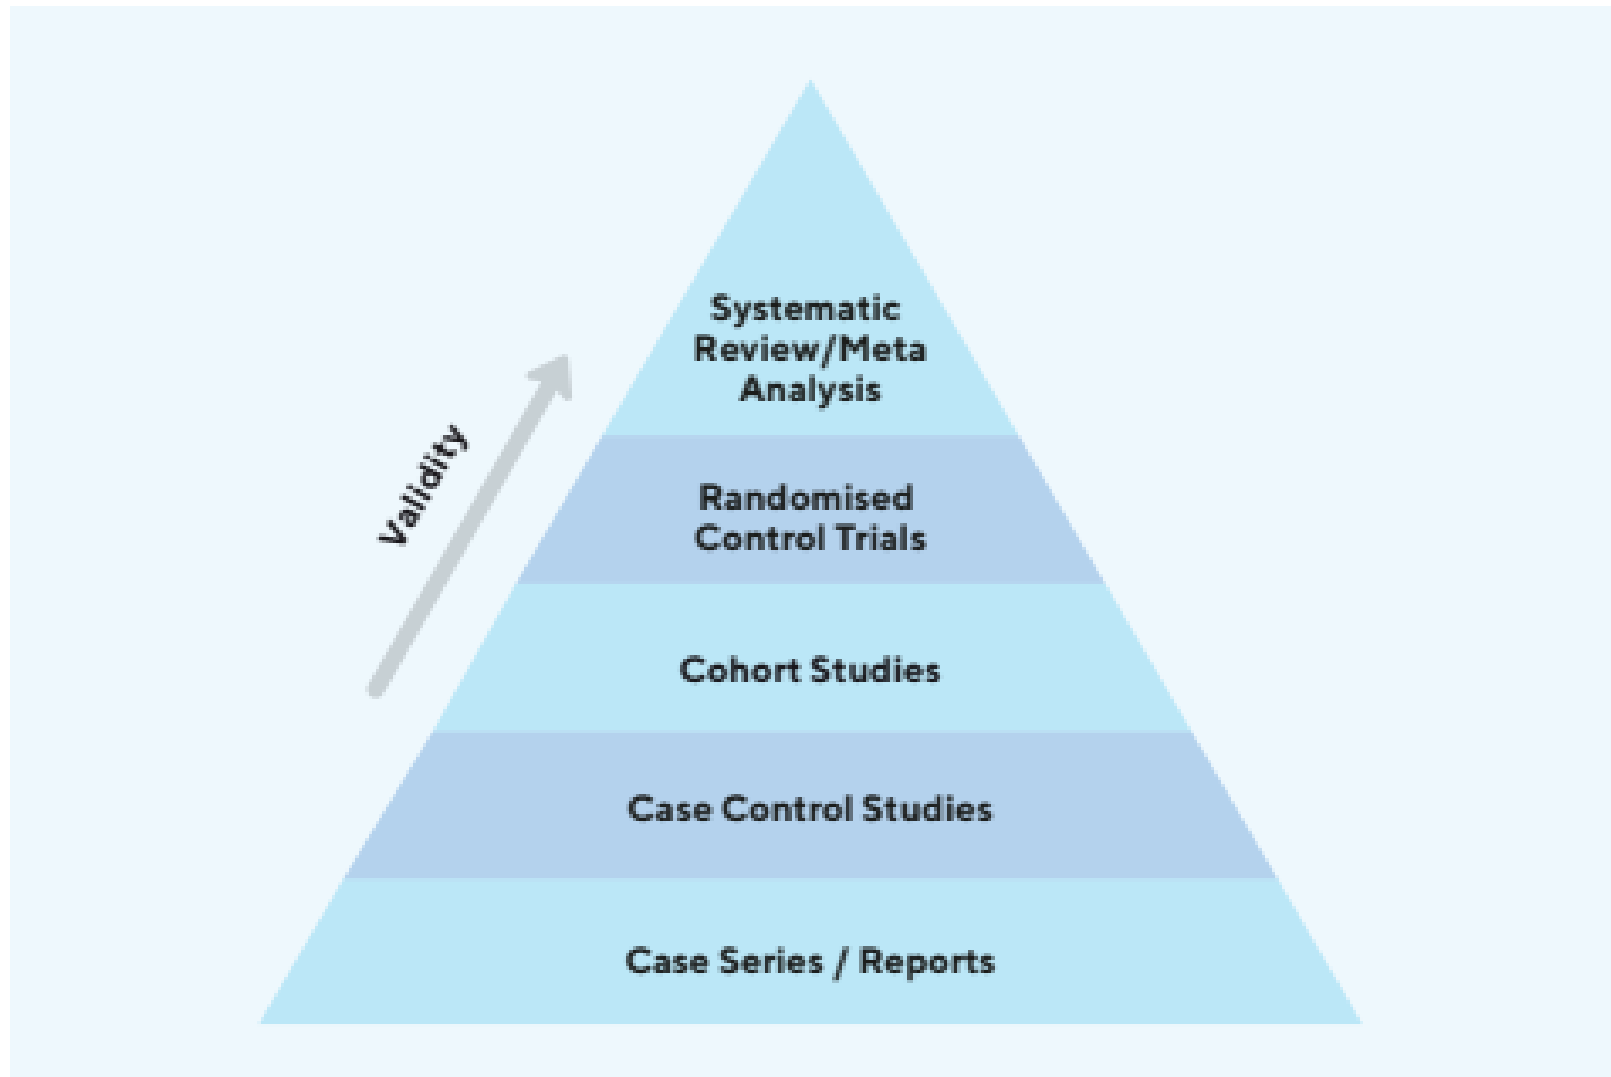 Systematic
Review/Meta
Analysis
Validity
Randomised
Control Trials
Cohort Studies
Case Control Studies
Case Series / Reports